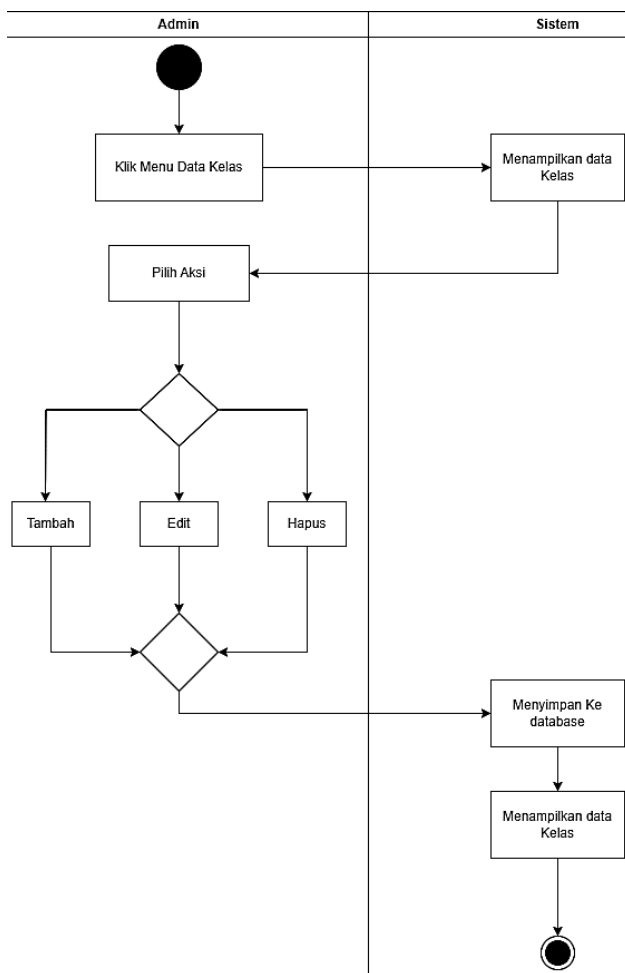 Admin
Sistem
Klik Menu Data Kelas
Menampilkan data
Kelas
Pilih Aksi
Tambah
Edit
Hapus
Menyimpan Ke
database
Menampilkan data
Kelas